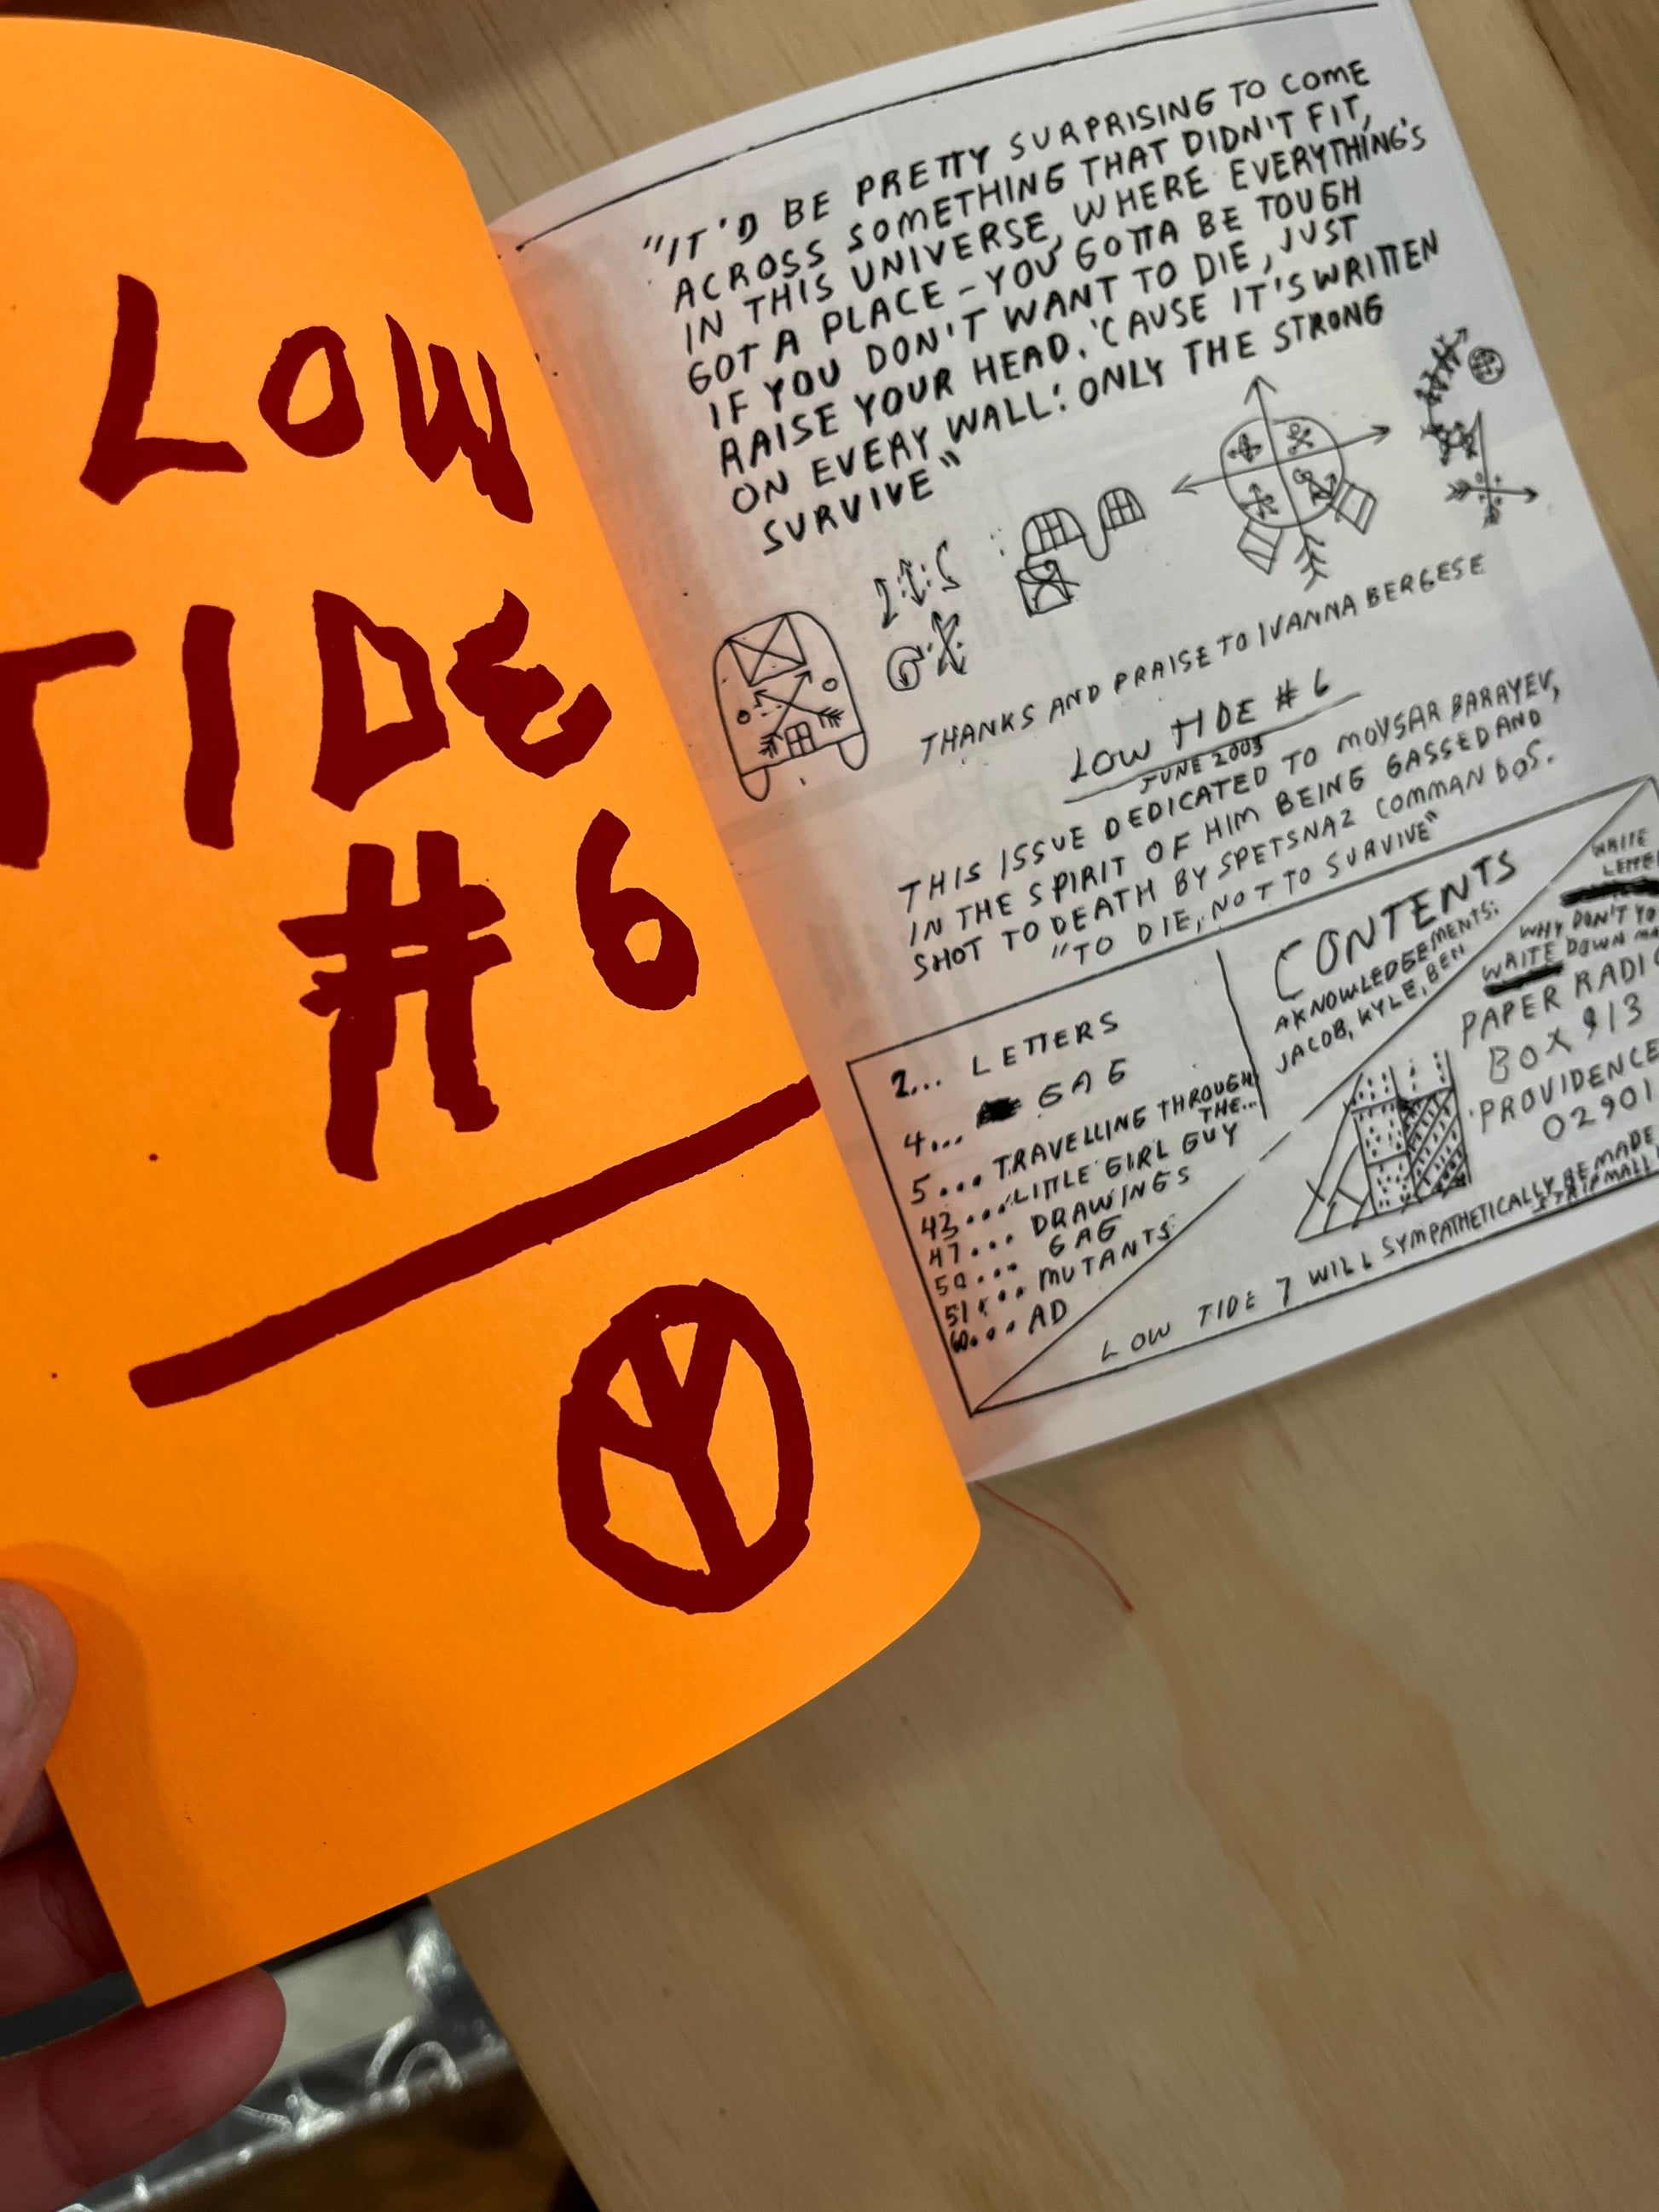 LOW
TIDE
#6
"IT'D BE PRETTY SURPRISING TO COME
ACROSS SOMETHING THAT DIDN'T FIT,
IN THIS UNIVERSE, WHERE EVERYTHING'S
GOT A PLACE - YOU GOTTA BE TOUGH
IF YOU DON'T WANT TO DIE, JUST
RAISE YOUR HEAD. 'CAUSE IT'S WRITTEN
ON EVERY WALL: ONLY THE STRONG
SURVIVE"
THANKS AND PRAISE TO IVANNA BERGESE
LOW TIDE #6
JUNE 2003
THIS ISSUE DEDICATED TO MOVSAR BARAYEV,
IN THE SPIRIT OF HIM BEING GASSED AND
SHOT TO DEATH BY SPETSNAZ COMMANDOS.
"TO DIE, NOT TO SURVIVE"
2... LETTERS
4... GAG
5... TRAVELLING THROUGH
THE...
43... LITTLE GIRL GUY
47... DRAWINGS
50... GAG
51... MUTANTS
60... AD
CONTENTS
AKNOWLEDGEMENTS:
JACOB, KYLE, BEN
WRITE
WHY DON'T
WRITE DOWN
PAPER
BOX 913
PROVIDENCE
02901
LOW TIDE 7 WILL SYMPATHETICALLY BE MADE